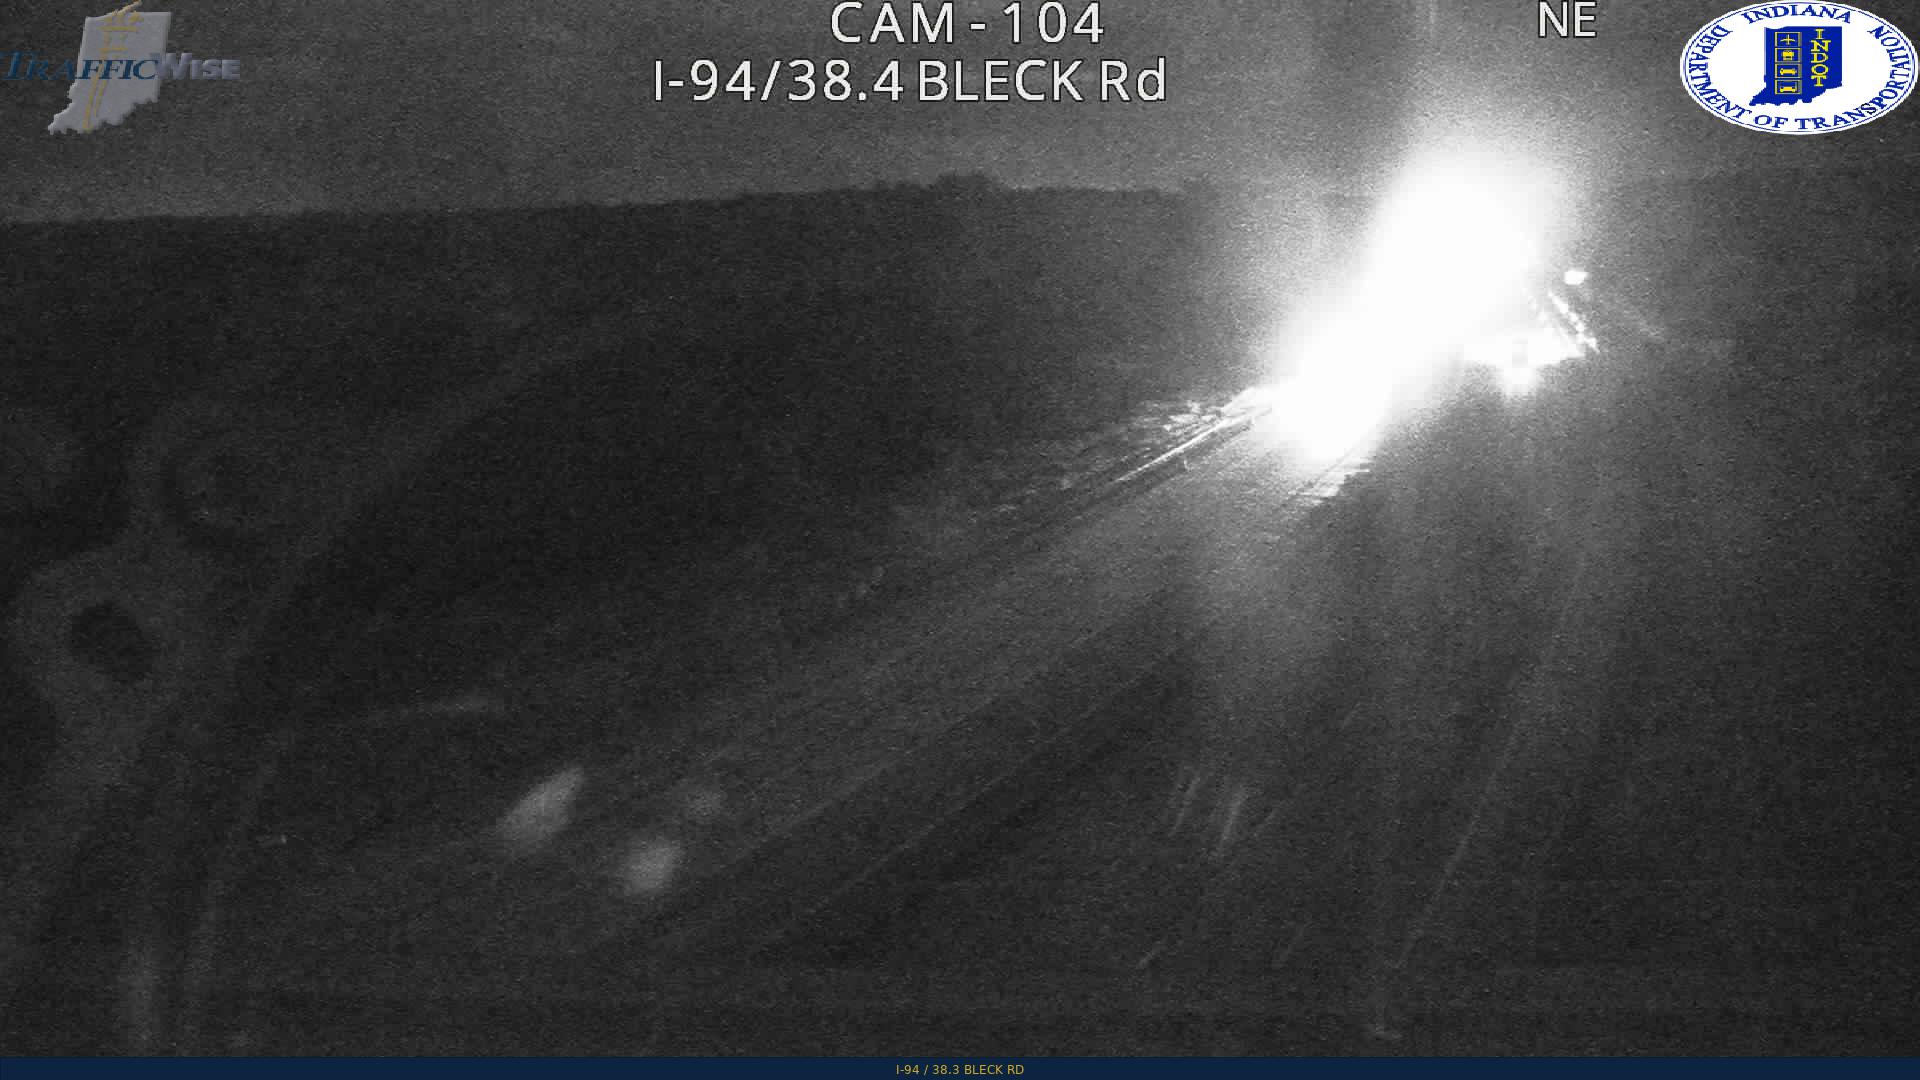 CAM-104
NE
I-94/38.4 BLECK Rd
TRAFFICWISE
INDIANA
DEPARTMENT OF TRANSPORTATION
INDOT
I-94 / 38.3 BLECK RD